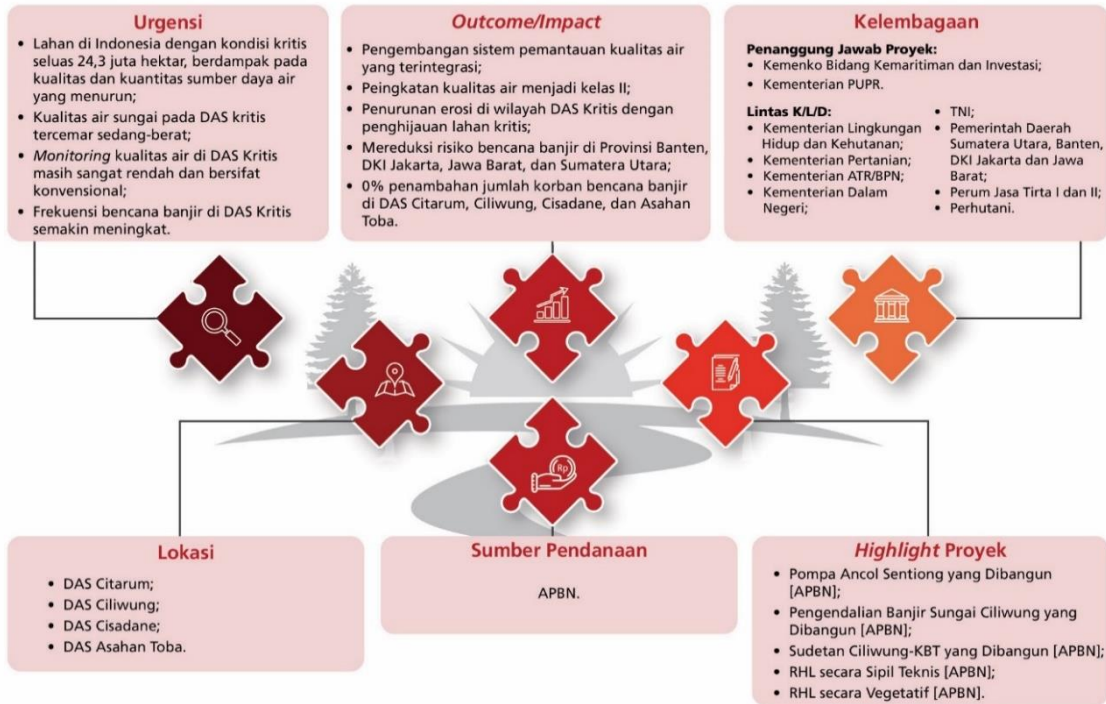 Urgensi
• Lahan di Indonesia dengan kondisi kritis
seluas 24,3 juta hektar, berdampak pada
kualitas dan kuantitas sumber daya air
yang menurun;
• Kualitas air sungai pada DAS kritis
tercemar sedang-berat;
• Monitoring kualitas air di DAS Kritis
masih sangat rendah dan bersifat
konvensional;
• Frekuensi bencana banjir di DAS Kritis
semakin meningkat.
Outcome/Impact
• Pengembangan sistem pemantauan kualitas air
yang terintegrasi;
• Peingkatan kualitas air menjadi kelas II;
• Penurunan erosi di wilayah DAS Kritis dengan
penghijauan lahan kritis;
• Mereduksi risiko bencana banjir di Provinsi Banten,
DKI Jakarta, Jawa Barat, dan Sumatera Utara;
• 0% penambahan jumlah korban bencana banjir
di DAS Citarum, Ciliwung, Cisadane, dan Asahan
Toba.
Kelembagaan
Penanggung Jawab Proyek:
• Kemenko Bidang Kemaritiman dan Investasi;
• Kementerian PUPR.
Lintas K/L/D:
• Kementerian Lingkungan
Hidup dan Kehutanan;
• Kementerian Pertanian;
• Kementerian ATR/BPN;
• Kementerian Dalam
Negeri;
• TNI;
• Pemerintah Daerah
Sumatera Utara, Banten,
DKI Jakarta dan Jawa
Barat;
• Perum Jasa Tirta I dan II;
• Perhutani.
Rp
Lokasi
• DAS Citarum;
• DAS Ciliwung;
• DAS Cisadane;
• DAS Asahan Toba.
Sumber Pendanaan
APBN.
Highlight Proyek
• Pompa Ancol Sentiong yang Dibangun
[APBN];
• Pengendalian Banjir Sungai Ciliwung yang
Dibangun [APBN];
• Sudetan Ciliwung-KBT yang Dibangun [APBN];
• RHL secara Sipil Teknis [APBN];
• RHL secara Vegetatif [APBN].